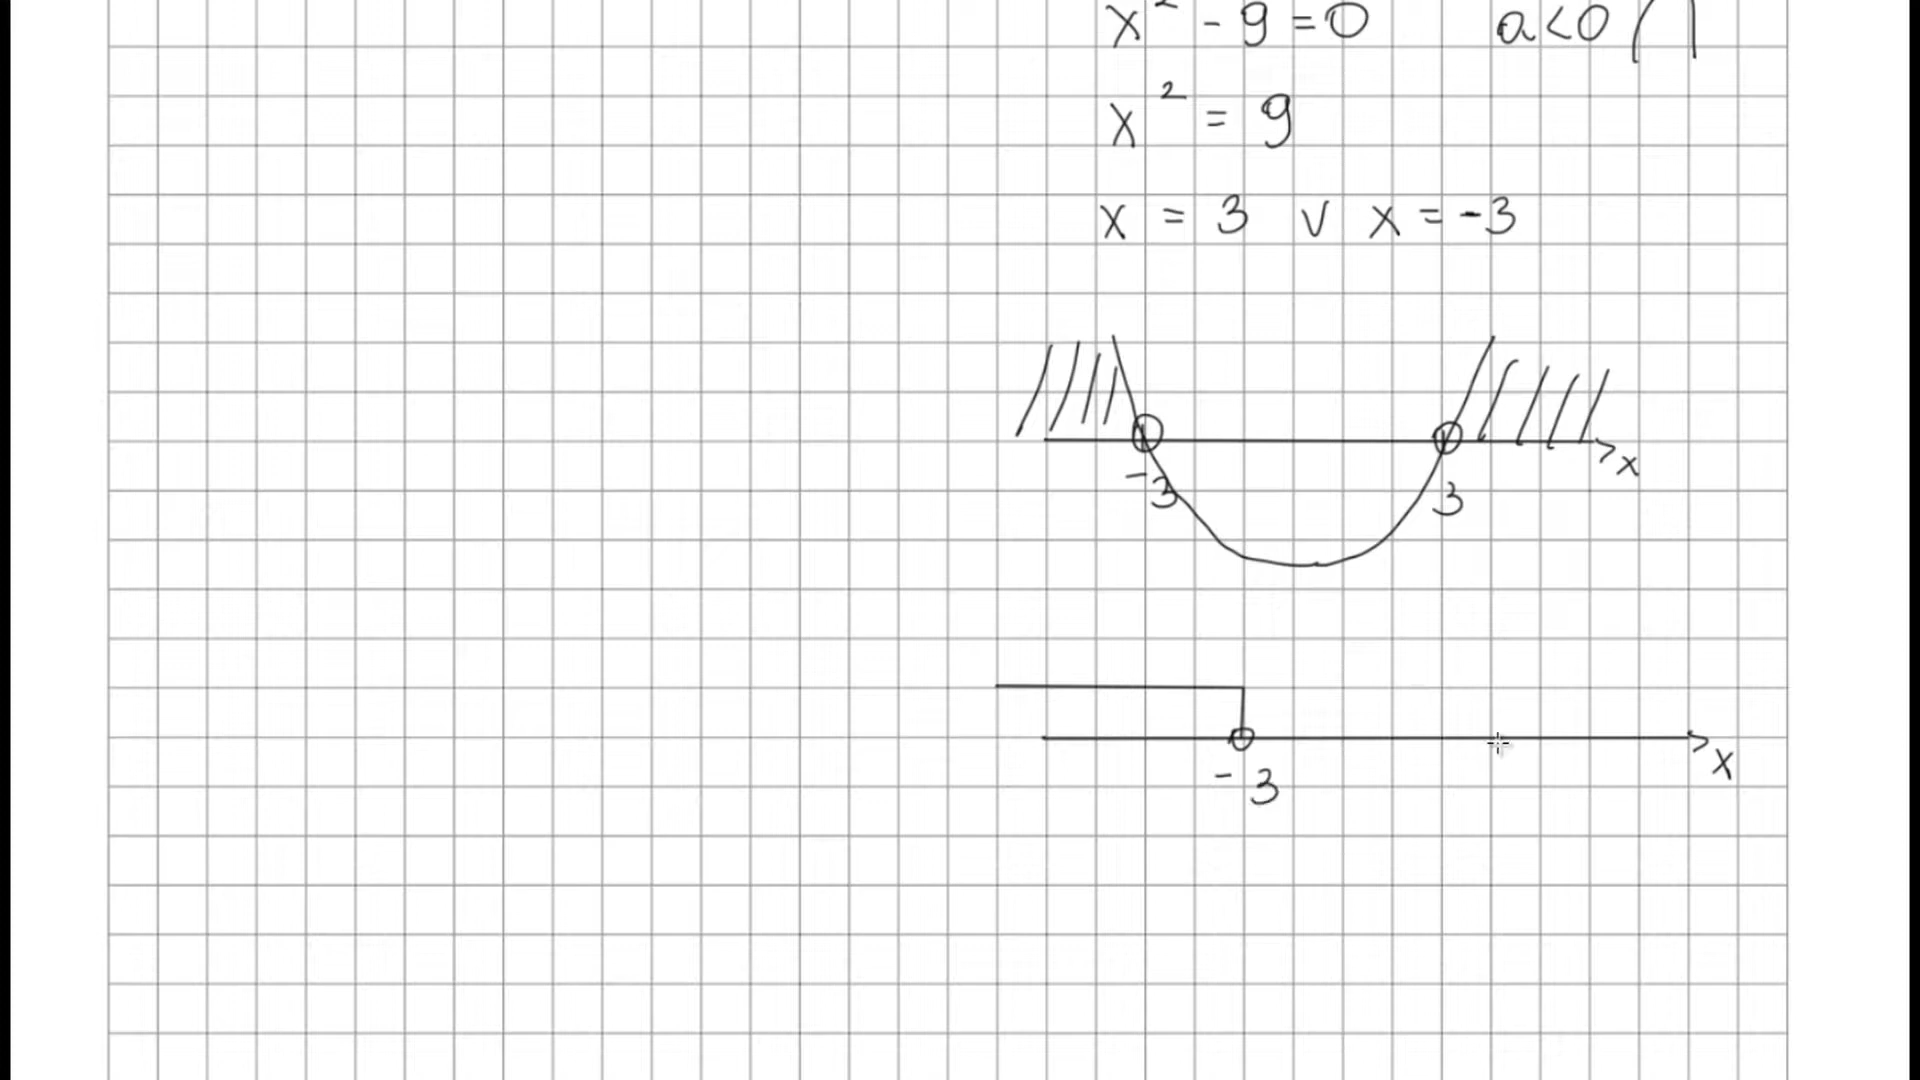 x² - 9 = 0 a < 0
x² = 9
x = 3 ∨ x = -3
x
-3 3
x
-3